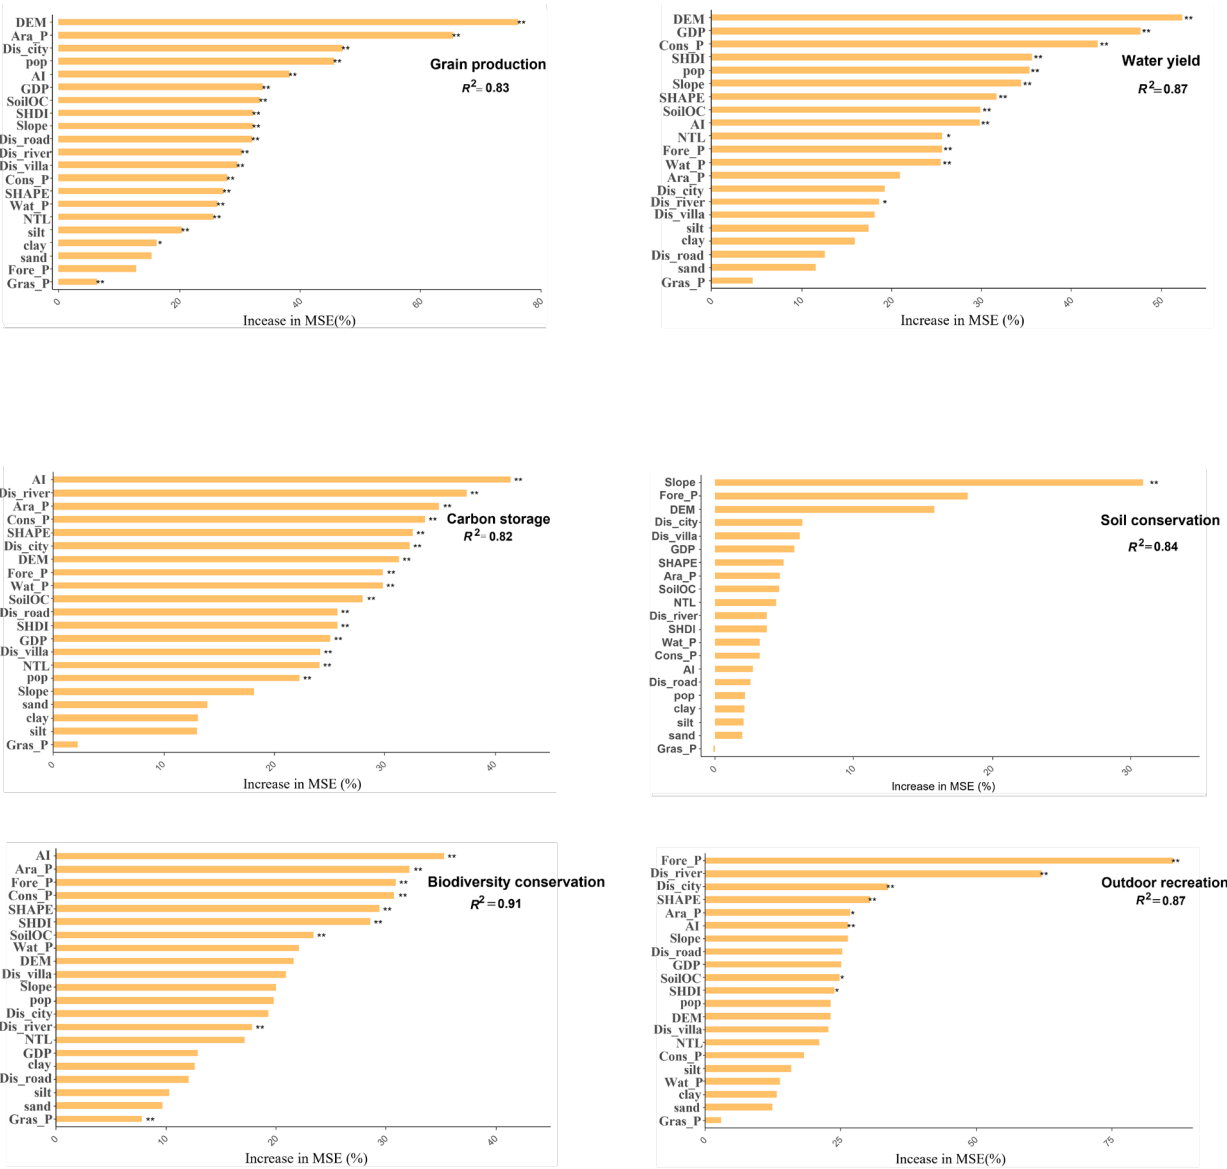 DEM **
Ara_P **
Dis_city **
pop **
AI **
GDP **
SoilOC **
SHDI **
Slope **
Dis_road **
Dis_river **
Dis_villa **
Cons_P **
SHAPE **
Wat_P **
NTL **
silt **
clay *
sand
Fore_P
Gras_P **
Grain production
R²= 0.83
0 20 40 60 80
Incease in MSE(%)
DEM **
GDP **
Cons_P **
SHDI **
pop **
Slope **
SHAPE **
SoilOC **
AI **
NTL *
Fore_P **
Wat_P **
Ara_P
Dis_city
Dis_river *
Dis_villa
silt
clay
Dis_road
sand
Gras_P
Water yield
R²=0.87
0 10 20 30 40 50
Increase in MSE (%)
AI **
Dis_river **
Ara_P **
Cons_P **
SHAPE **
Dis_city **
DEM **
Fore_P **
Wat_P **
SoilOC **
Dis_road **
SHDI **
GDP **
Dis_villa **
NTL **
pop **
Slope
sand
clay
silt
Gras_P
Carbon storage
R²= 0.82
0 10 20 30 40
Increase in MSE (%)
Slope **
Fore_P
DEM
Dis_city
Dis_villa
GDP
SHAPE
Ara_P
SoilOC
NTL
Dis_river
SHDI
Wat_P
Cons_P
AI
Dis_road
pop
clay
silt
sand
Gras_P
Soil conservation
R²=0.84
0 10 20 30
Increase in MSE (%)
AI **
Ara_P **
Fore_P **
Cons_P **
SHAPE **
SHDI **
SoilOC **
Wat_P
DEM
Dis_villa
Slope
pop
Dis_city
Dis_river **
NTL
GDP
clay
Dis_road
silt
sand
Gras_P **
Biodiversity conservation
R²=0.91
0 10 30 40
Increase in MSE (%)
Fore_P **
Dis_river **
Dis_city **
SHAPE **
Ara_P *
AI **
Slope
Dis_road
GDP
SoilOC *
SHDI *
pop
DEM
Dis_villa
NTL
Cons_P
silt
Wat_P
clay
sand
Gras_P
Outdoor recreation
R²=0.87
0 25 50 75
Incease in MSE(%)